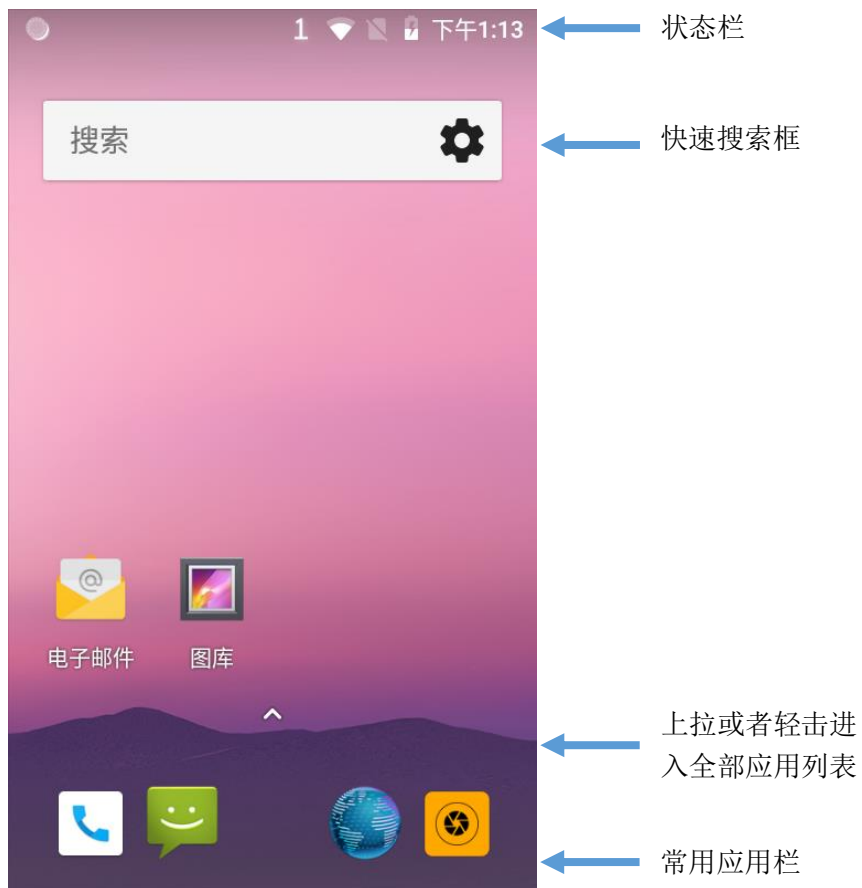 1 下午1:13
状态栏
搜索
快速搜索框
@
电子邮件
图库
上拉或者轻击进
入全部应用列表
常用应用栏